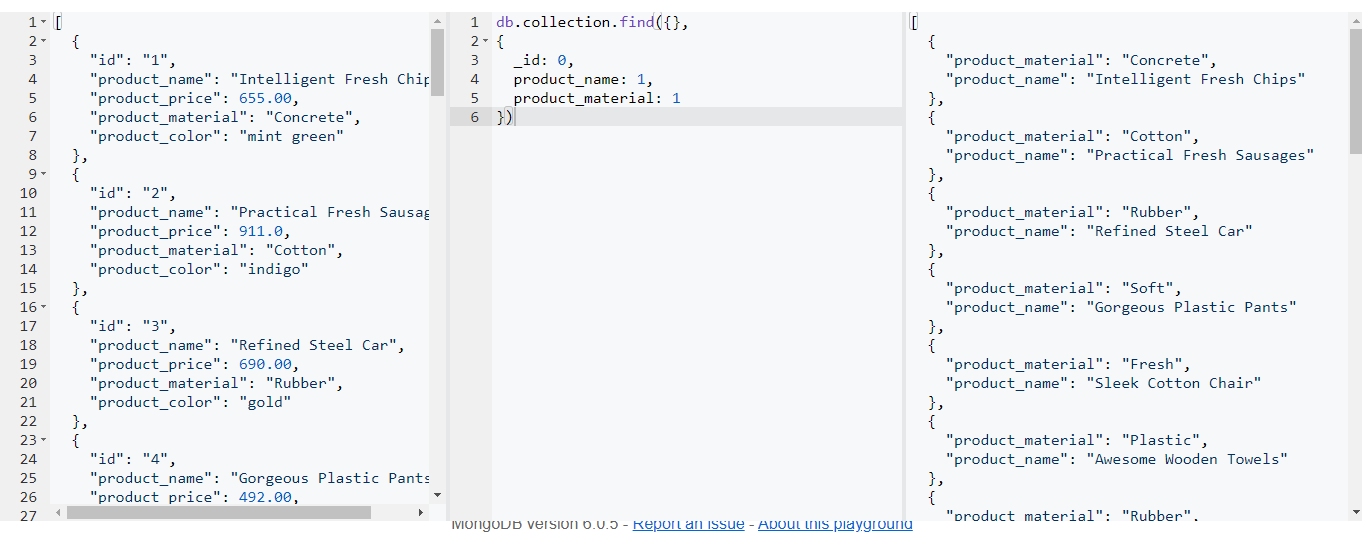 1 [
2 {
3 "id": "1",
4 "product_name": "Intelligent Fresh Chip
5 "product_price": 655.00,
6 "product_material": "Concrete",
7 "product_color": "mint green"
8 },
9 {
10 "id": "2",
11 "product_name": "Practical Fresh Sausag
12 "product_price": 911.0,
13 "product_material": "Cotton",
14 "product_color": "indigo"
15 },
16 {
17 "id": "3",
18 "product_name": "Refined Steel Car",
19 "product_price": 690.00,
20 "product_material": "Rubber",
21 "product_color": "gold"
22 },
23 {
24 "id": "4",
25 "product_name": "Gorgeous Plastic Pants
26 "product_price": 492.00,
27
1 db.collection.find({},
2 {
3 _id: 0,
4 product_name: 1,
5 product_material: 1
6 })
[
{
"product_material": "Concrete",
"product_name": "Intelligent Fresh Chips"
},
{
"product_material": "Cotton",
"product_name": "Practical Fresh Sausages"
},
{
"product_material": "Rubber",
"product_name": "Refined Steel Car"
},
{
"product_material": "Soft",
"product_name": "Gorgeous Plastic Pants"
},
{
"product_material": "Fresh",
"product_name": "Sleek Cotton Chair"
},
{
"product_material": "Plastic",
"product_name": "Awesome Wooden Towels"
},
{
"product_material": "Rubber",
MongoDB version 6.0.5 - Report an issue - About this playground